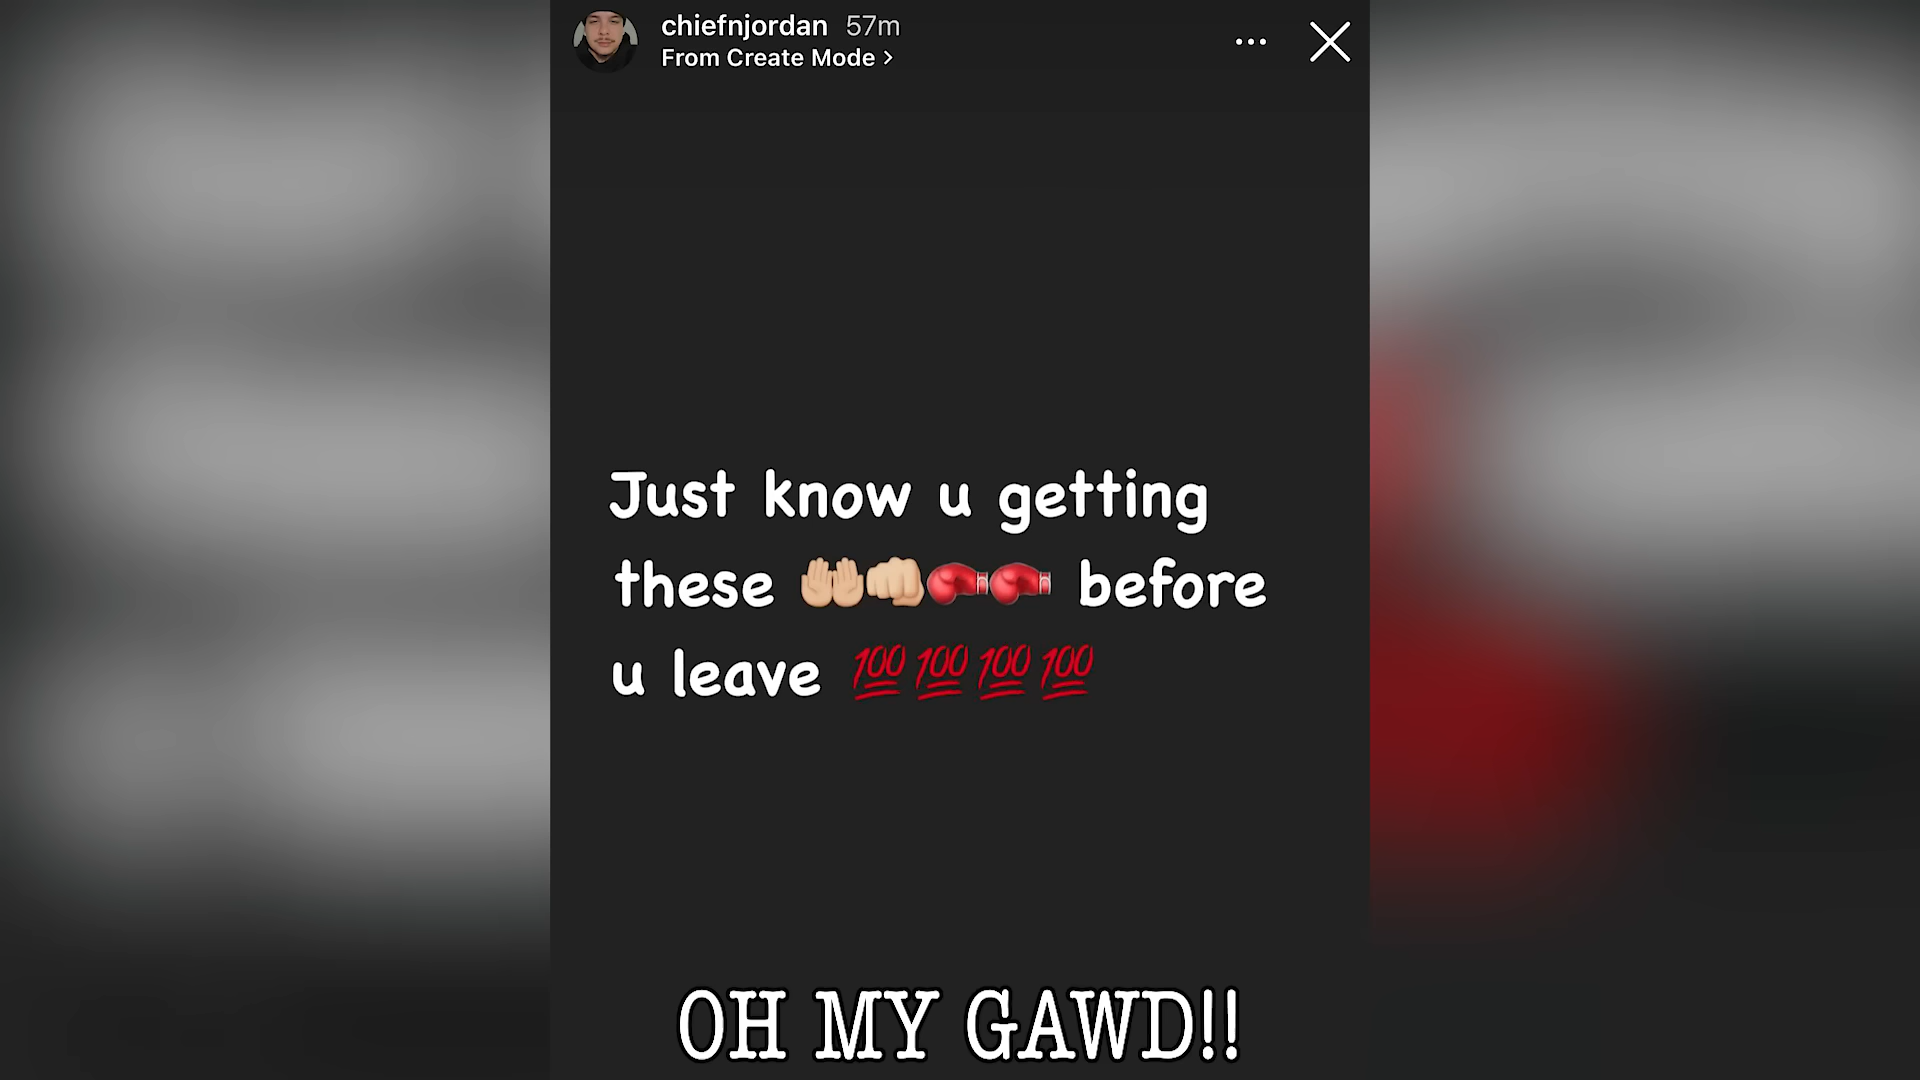 chiefnjordan 57m
From Create Mode >
Just know u getting
these 🤲🏼👊🏼🥊🥊 before
u leave 💯💯💯💯
OH MY GAWD!!